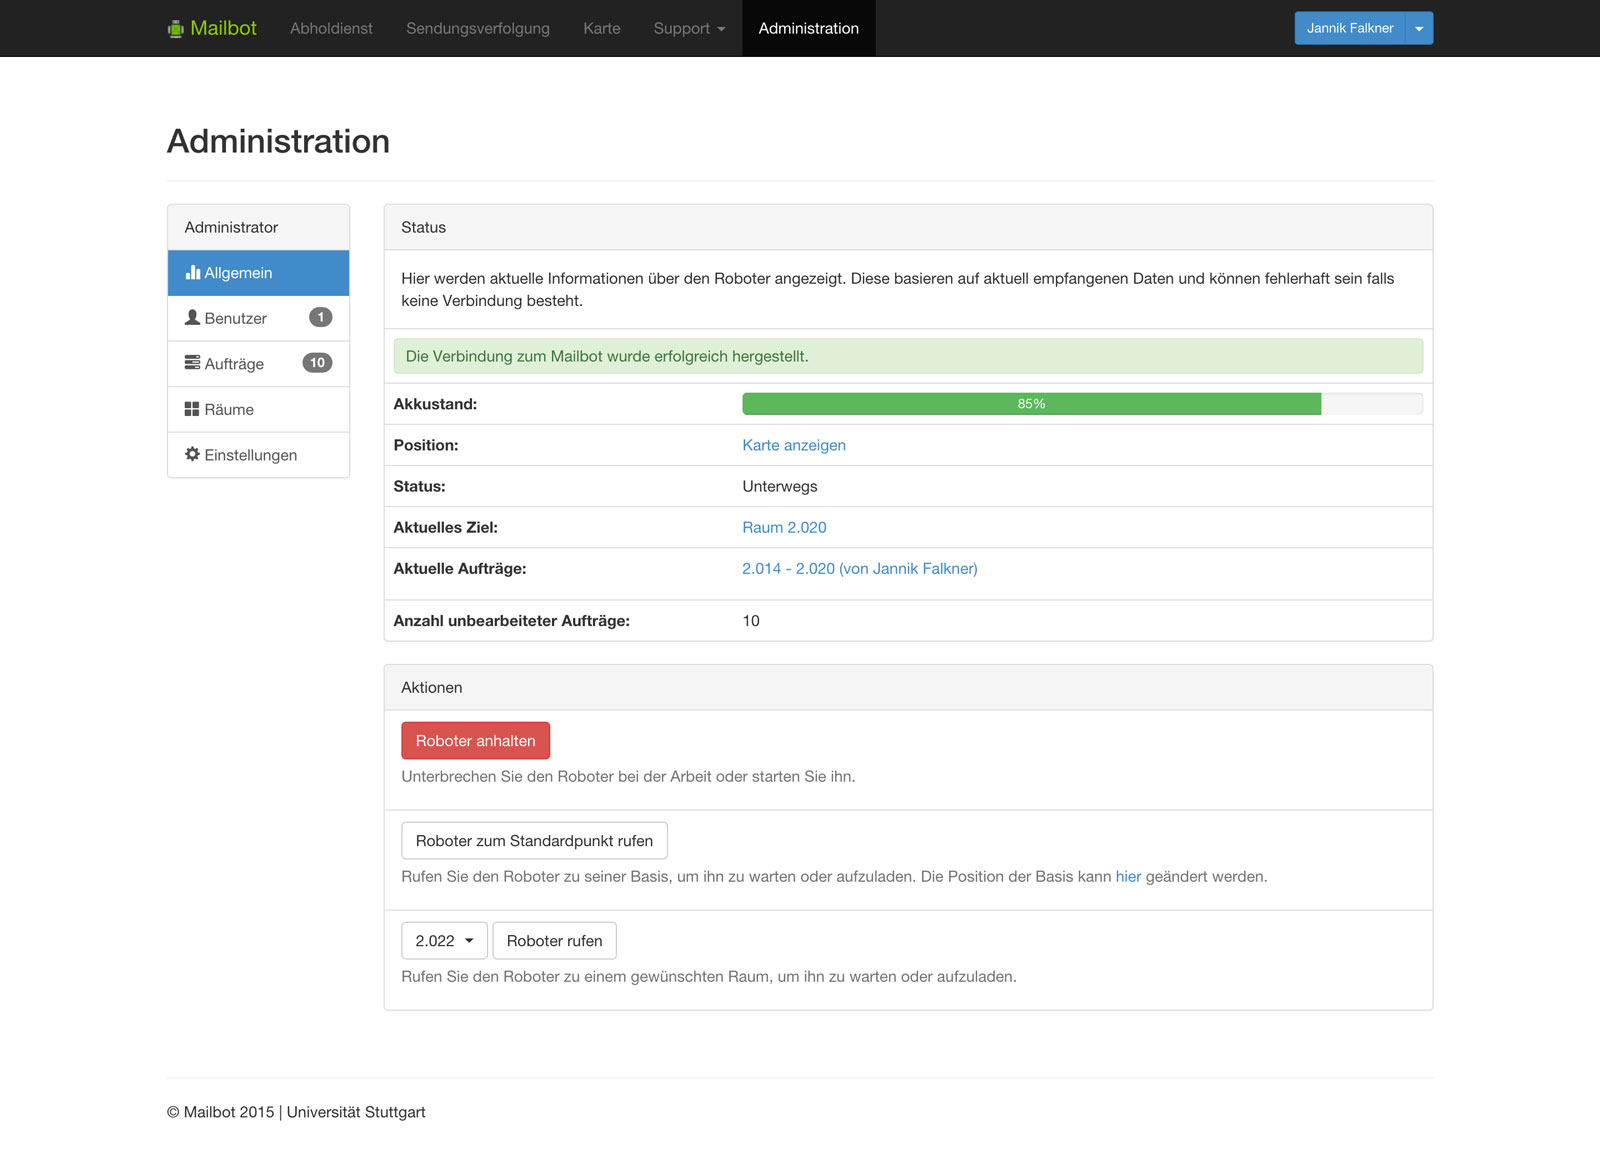 Mailbot
Abholdienst
Sendungsverfolgung
Karte
Support
Administration
Jannik Falkner
Administration
Administrator
Allgemein
Benutzer 1
Aufträge 10
Räume
Einstellungen
Status
Hier werden aktuelle Informationen über den Roboter angezeigt. Diese basieren auf aktuell empfangenen Daten und können fehlerhaft sein falls
keine Verbindung besteht.
Die Verbindung zum Mailbot wurde erfolgreich hergestellt.
Akkustand: 85%
Position: Karte anzeigen
Status: Unterwegs
Aktuelles Ziel: Raum 2.020
Aktuelle Aufträge: 2.014 - 2.020 (von Jannik Falkner)
Anzahl unbearbeiteter Aufträge: 10
Aktionen
Roboter anhalten
Unterbrechen Sie den Roboter bei der Arbeit oder starten Sie ihn.
Roboter zum Standardpunkt rufen
Rufen Sie den Roboter zu seiner Basis, um ihn zu warten oder aufzuladen. Die Position der Basis kann hier geändert werden.
2.022 Roboter rufen
Rufen Sie den Roboter zu einem gewünschten Raum, um ihn zu warten oder aufzuladen.
© Mailbot 2015 | Universität Stuttgart